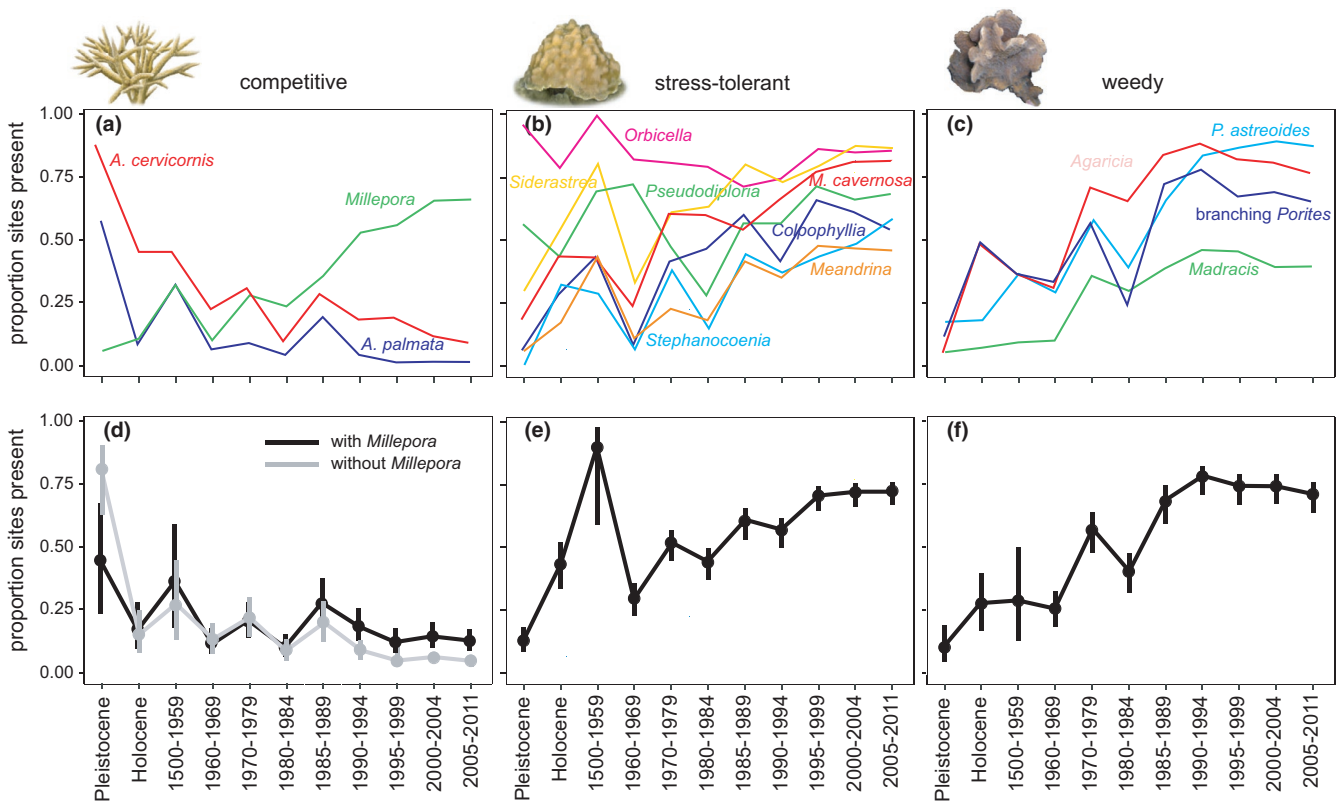 competitive
stress-tolerant
weedy
proportion sites present
1.00
0.75
0.50
0.25
0.00
(a)
A. cervicornis
Millepora
A. palmata
(b)
Orbicella
Siderastrea
Pseudodiploria
M. cavernosa
Colpophyllia
Meandrina
Stephanocoenia
(c)
P. astreoides
Agaricia
branching Porites
Madracis
proportion sites present
1.00
0.75
0.50
0.25
0.00
(d)
with Millepora
without Millepora
(e)
(f)
Pleistocene
Holocene
1500-1959
1960-1969
1970-1979
1980-1984
1985-1989
1990-1994
1995-1999
2000-2004
2005-2011
Pleistocene
Holocene
1500-1959
1960-1969
1970-1979
1980-1984
1985-1989
1990-1994
1995-1999
2000-2004
2005-2011
Pleistocene
Holocene
1500-1959
1960-1969
1970-1979
1980-1984
1985-1989
1990-1994
1995-1999
2000-2004
2005-2011